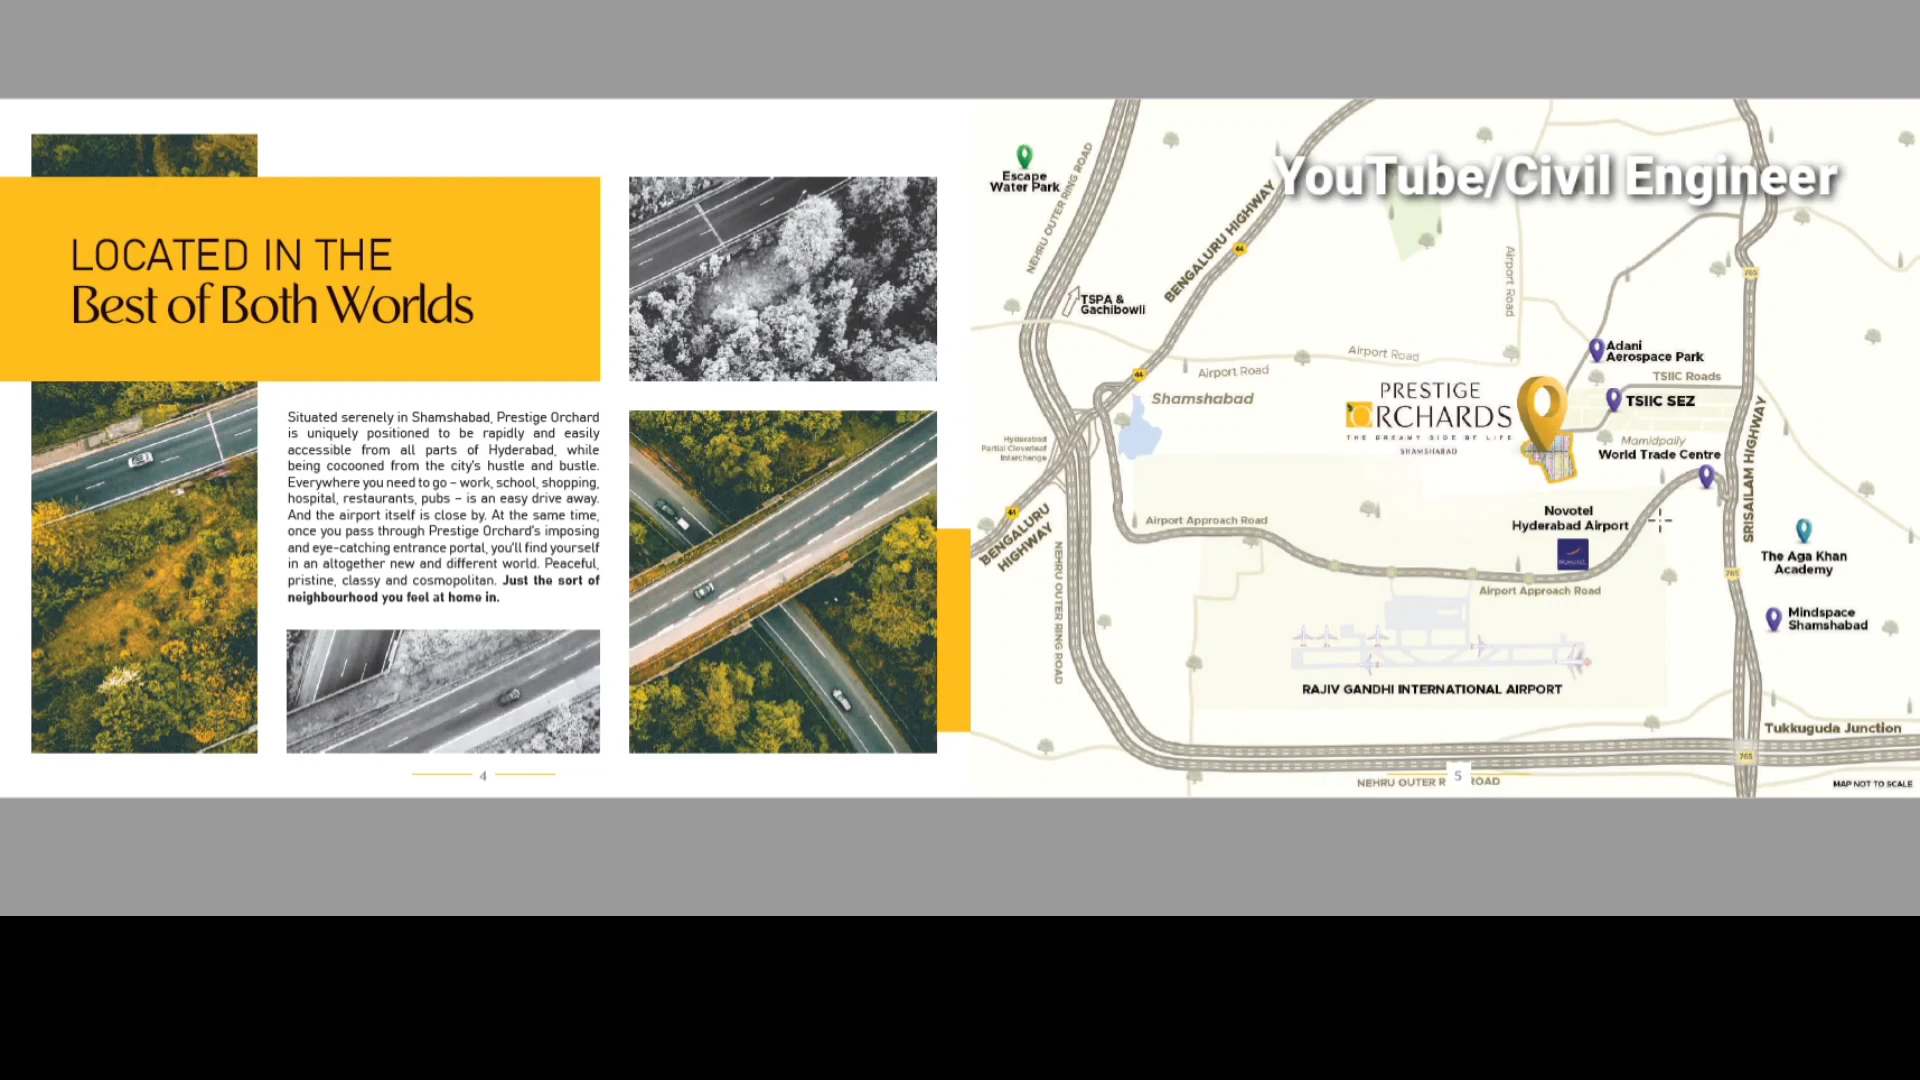 LOCATED IN THE
Best of Both Worlds
Situated serenely in Shamshabad, Prestige Orchard
is uniquely positioned to be rapidly and easily
accessible from all parts of Hyderabad, while
being cocooned from the city's hustle and bustle.
Everywhere you need to go – work, school, shopping,
hospital, restaurants, pubs – is an easy drive away.
And the airport itself is close by. At the same time,
once you pass through Prestige Orchard's imposing
and eye-catching entrance portal, you'll find yourself
in an altogether new and different world. Peaceful,
pristine, classy and cosmopolitan. Just the sort of
neighbourhood you feel at home in.
4
YouTube/Civil Engineer
Escape
Water Park
NEHRU OUTER RING ROAD
BENGALURU HIGHWAY
44
TSPA &
Gachibowli
Airport Road
765
Adani
Aerospace Park
Airport Road
Airport Road
44
TSIIC Roads
PRESTIGE
ORCHARDS
THE DREAMY SIDE OF LIFE
SHAMSHABAD
TSIIC SEZ
Shamshabad
Hyderabad
Partial Cloverleaf
Interchange
Mamidpally
World Trade Centre
SRISAILAM HIGHWAY
44
BENGALURU
HIGHWAY
Airport Approach Road
Novotel
Hyderabad Airport
NOVOTEL
The Aga Khan
Academy
765
Airport Approach Road
NEHRU OUTER RING ROAD
Mindspace
Shamshabad
RAJIV GANDHI INTERNATIONAL AIRPORT
Tukkuguda Junction
765
NEHRU OUTER R
5
ROAD
MAP NOT TO SCALE